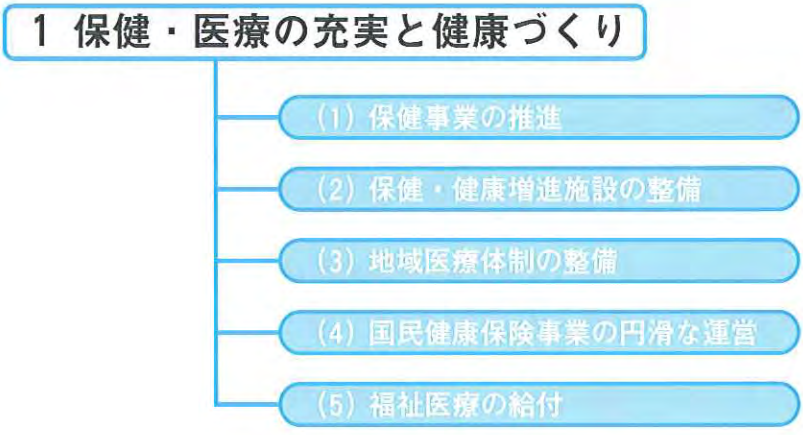 1 保健・医療の充実と健康づくり
(1) 保健事業の推進
(2) 保健・健康増進施設の整備
(3) 地域医療体制の整備
(4) 国民健康保険事業の円滑な運営
(5) 福祉医療の給付